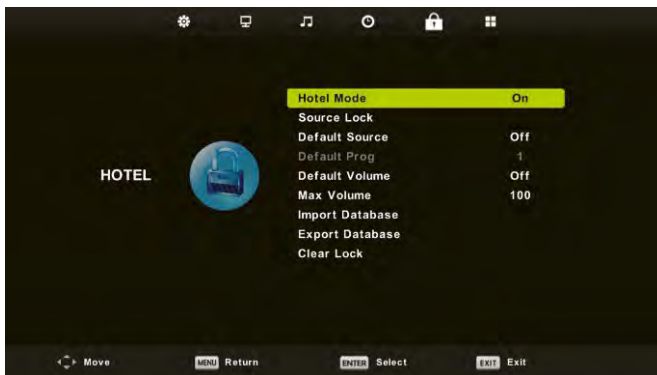 Hotel Mode On
Source Lock
Default Source Off
Default Prog 1
HOTEL
Default Volume Off
Max Volume 100
Import Database
Export Database
Clear Lock
Move MENU Return ENTER Select EXIT Exit